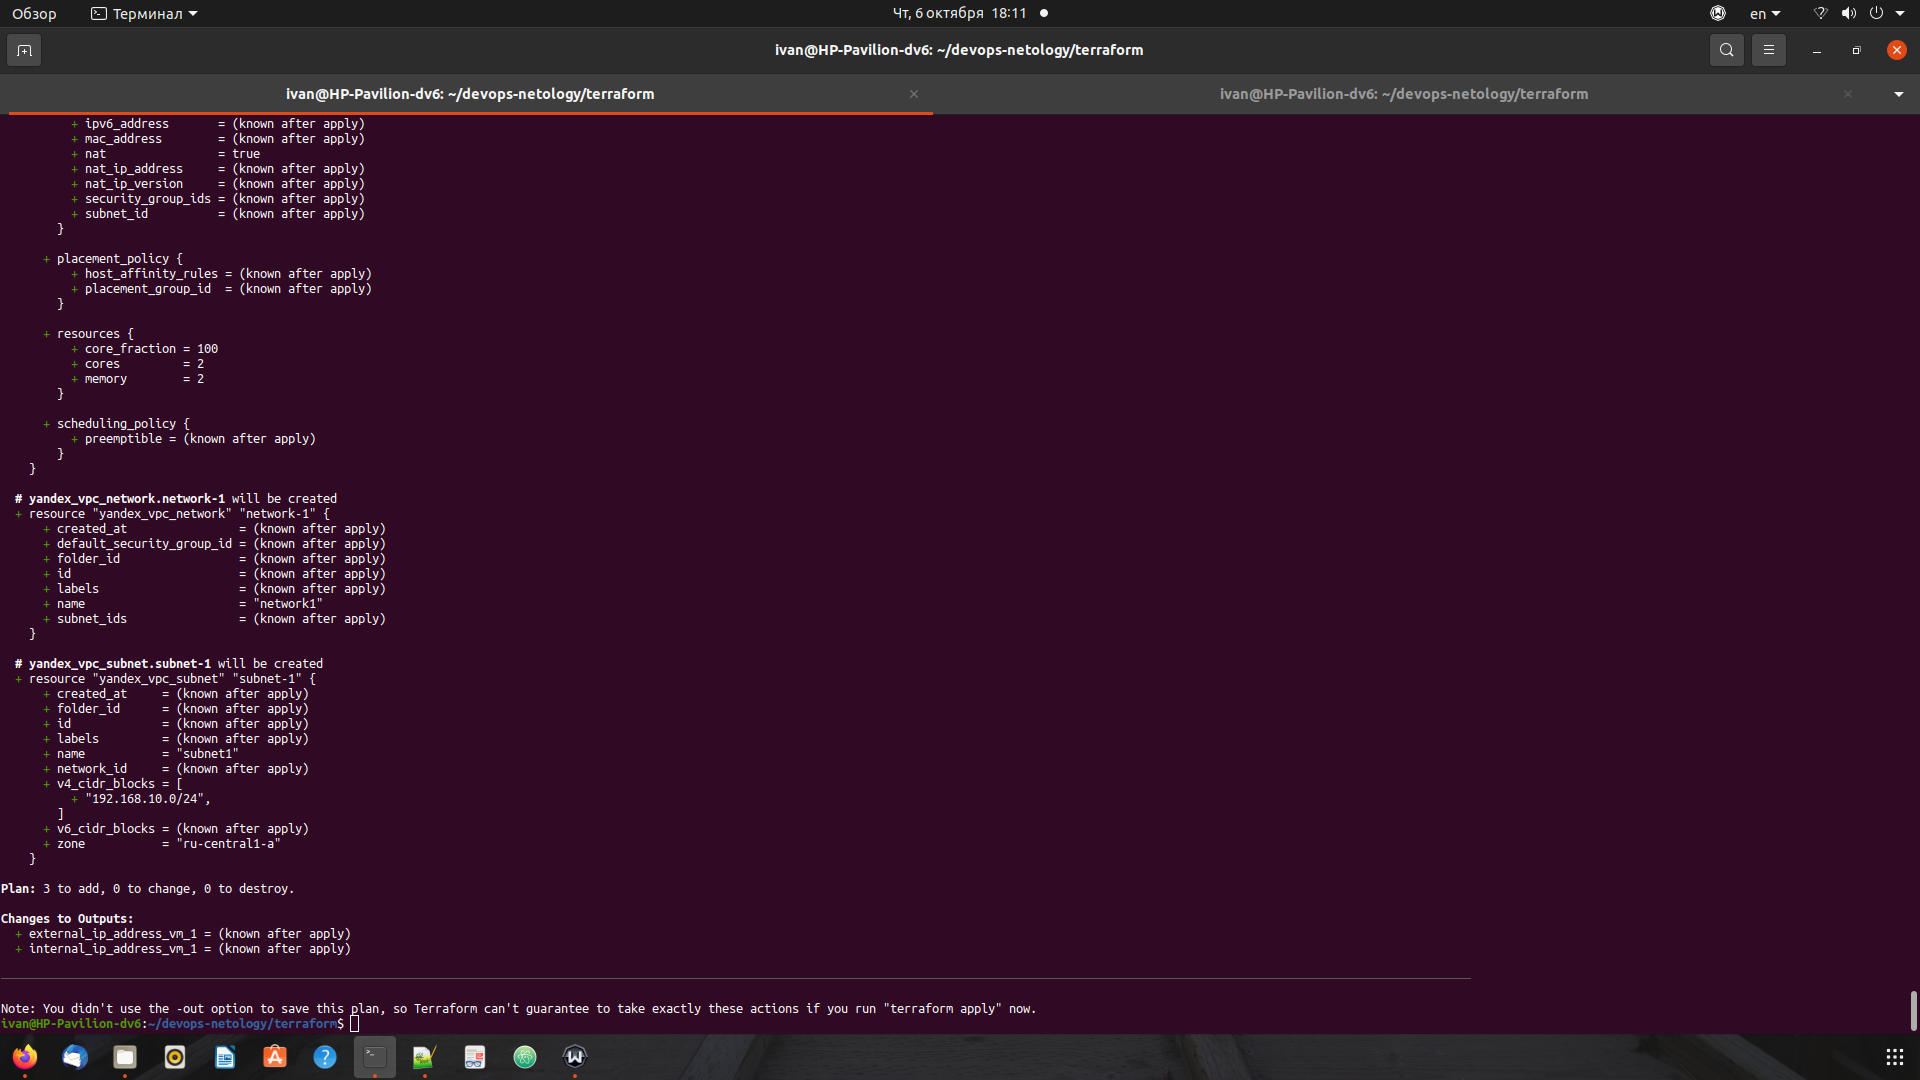 Обзор
Терминал
Чт, 6 октября 18:11
en
ivan@HP-Pavilion-dv6: ~/devops-netology/terraform
ivan@HP-Pavilion-dv6: ~/devops-netology/terraform
ivan@HP-Pavilion-dv6: ~/devops-netology/terraform
+ ipv6_address       = (known after apply)
+ mac_address        = (known after apply)
+ nat                = true
+ nat_ip_address     = (known after apply)
+ nat_ip_version     = (known after apply)
+ security_group_ids = (known after apply)
+ subnet_id          = (known after apply)
}
+ placement_policy {
+ host_affinity_rules = (known after apply)
+ placement_group_id  = (known after apply)
}
+ resources {
+ core_fraction = 100
+ cores         = 2
+ memory        = 2
}
+ scheduling_policy {
+ preemptible = (known after apply)
}
}
# yandex_vpc_network.network-1 will be created
+ resource "yandex_vpc_network" "network-1" {
+ created_at                = (known after apply)
+ default_security_group_id = (known after apply)
+ folder_id                 = (known after apply)
+ id                        = (known after apply)
+ labels                    = (known after apply)
+ name                      = "network1"
+ subnet_ids                = (known after apply)
}
# yandex_vpc_subnet.subnet-1 will be created
+ resource "yandex_vpc_subnet" "subnet-1" {
+ created_at     = (known after apply)
+ folder_id      = (known after apply)
+ id             = (known after apply)
+ labels         = (known after apply)
+ name           = "subnet1"
+ network_id     = (known after apply)
+ v4_cidr_blocks = [
+ "192.168.10.0/24",
]
+ v6_cidr_blocks = (known after apply)
+ zone           = "ru-central1-a"
}
Plan: 3 to add, 0 to change, 0 to destroy.
Changes to Outputs:
+ external_ip_address_vm_1 = (known after apply)
+ internal_ip_address_vm_1 = (known after apply)
Note: You didn't use the -out option to save this plan, so Terraform can't guarantee to take exactly these actions if you run "terraform apply" now.
ivan@HP-Pavilion-dv6:~/devops-netology/terraform$